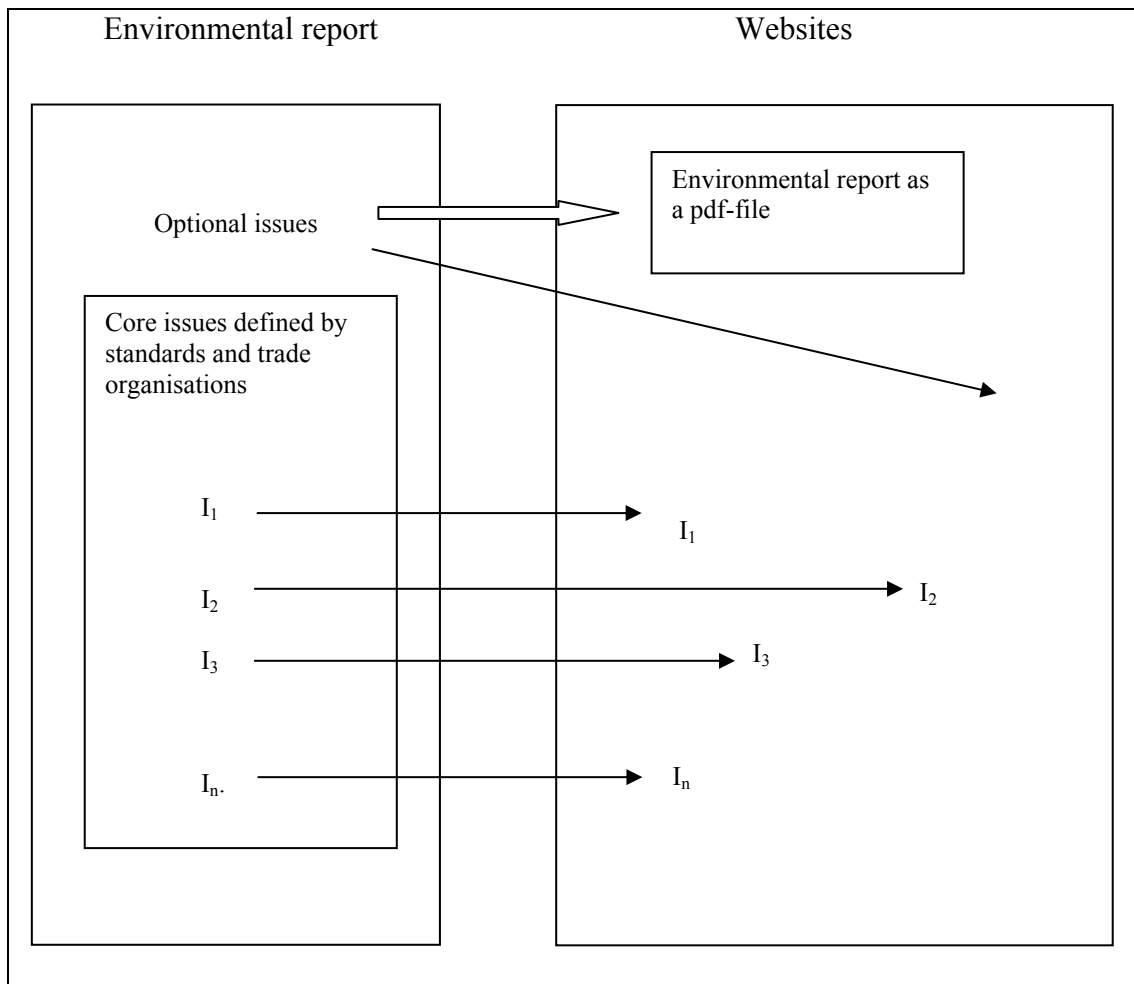 Environmental report
Websites
Optional issues
Environmental report as
a pdf-file
Core issues defined by
standards and trade
organisations
I₁
I₁
I₂
I₂
I₃
I₃
Iₙ.
Iₙ